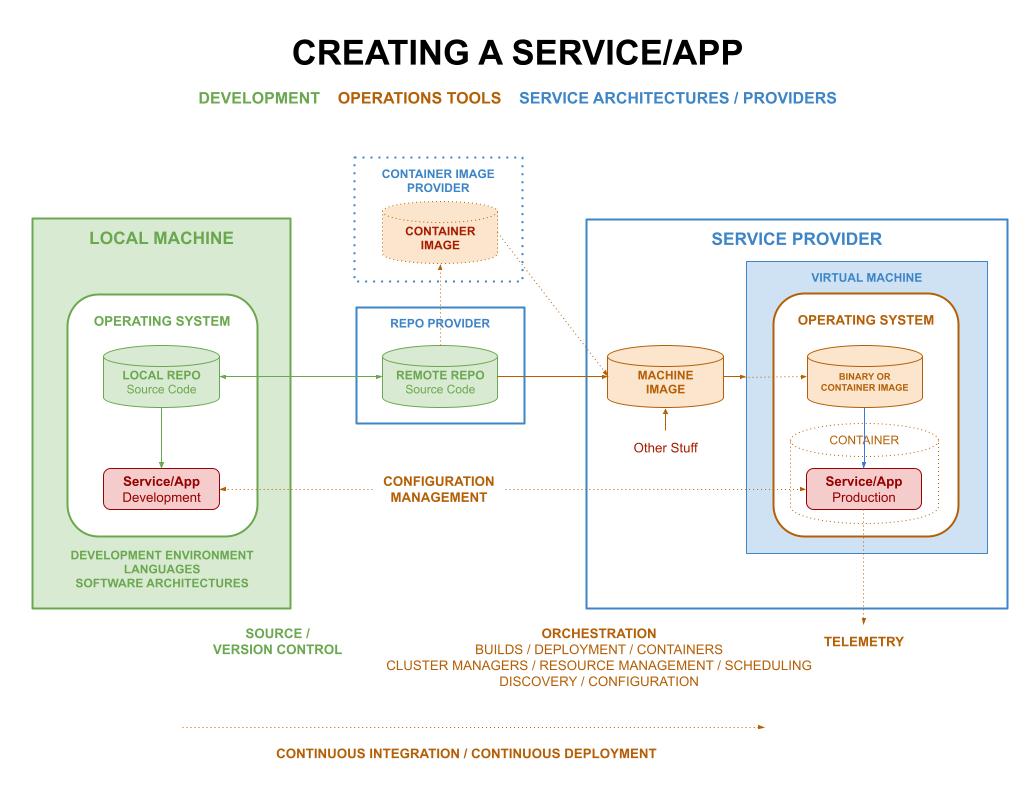 CREATING A SERVICE/APP
DEVELOPMENT OPERATIONS TOOLS SERVICE ARCHITECTURES / PROVIDERS
CONTAINER IMAGE
PROVIDER
CONTAINER
IMAGE
LOCAL MACHINE
OPERATING SYSTEM
LOCAL REPO
Source Code
Service/App
Development
DEVELOPMENT ENVIRONMENT
LANGUAGES
SOFTWARE ARCHITECTURES
REPO PROVIDER
REMOTE REPO
Source Code
CONFIGURATION
MANAGEMENT
SERVICE PROVIDER
MACHINE
IMAGE
Other Stuff
VIRTUAL MACHINE
OPERATING SYSTEM
BINARY OR
CONTAINER IMAGE
CONTAINER
Service/App
Production
SOURCE /
VERSION CONTROL
ORCHESTRATION
BUILDS / DEPLOYMENT / CONTAINERS
CLUSTER MANAGERS / RESOURCE MANAGEMENT / SCHEDULING
DISCOVERY / CONFIGURATION
TELEMETRY
CONTINUOUS INTEGRATION / CONTINUOUS DEPLOYMENT